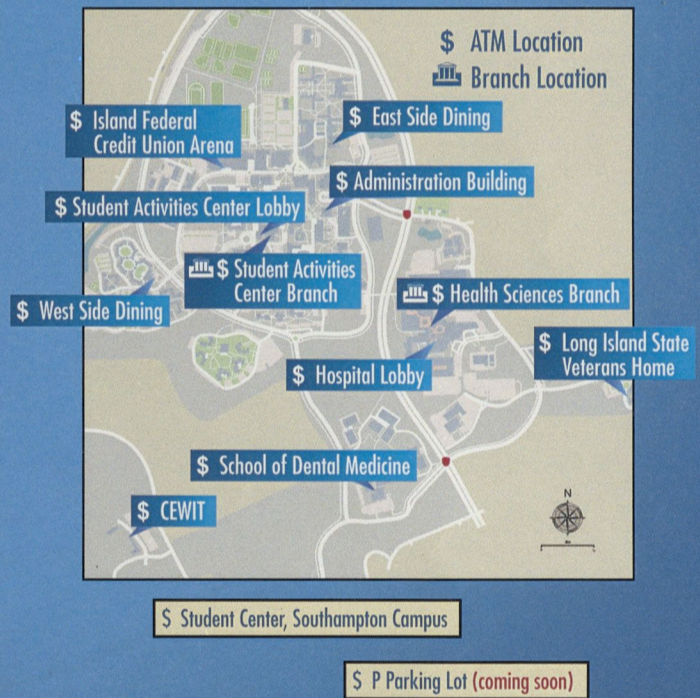 $ ATM Location
Branch Location
$ Island Federal
Credit Union Arena
$ East Side Dining
$ Administration Building
$ Student Activities Center Lobby
$ Student Activities
Center Branch
$ Health Sciences Branch
$ West Side Dining
$ Long Island State
Veterans Home
$ Hospital Lobby
$ School of Dental Medicine
$ CEWIT
N
$ Student Center, Southampton Campus
$ P Parking Lot (coming soon)